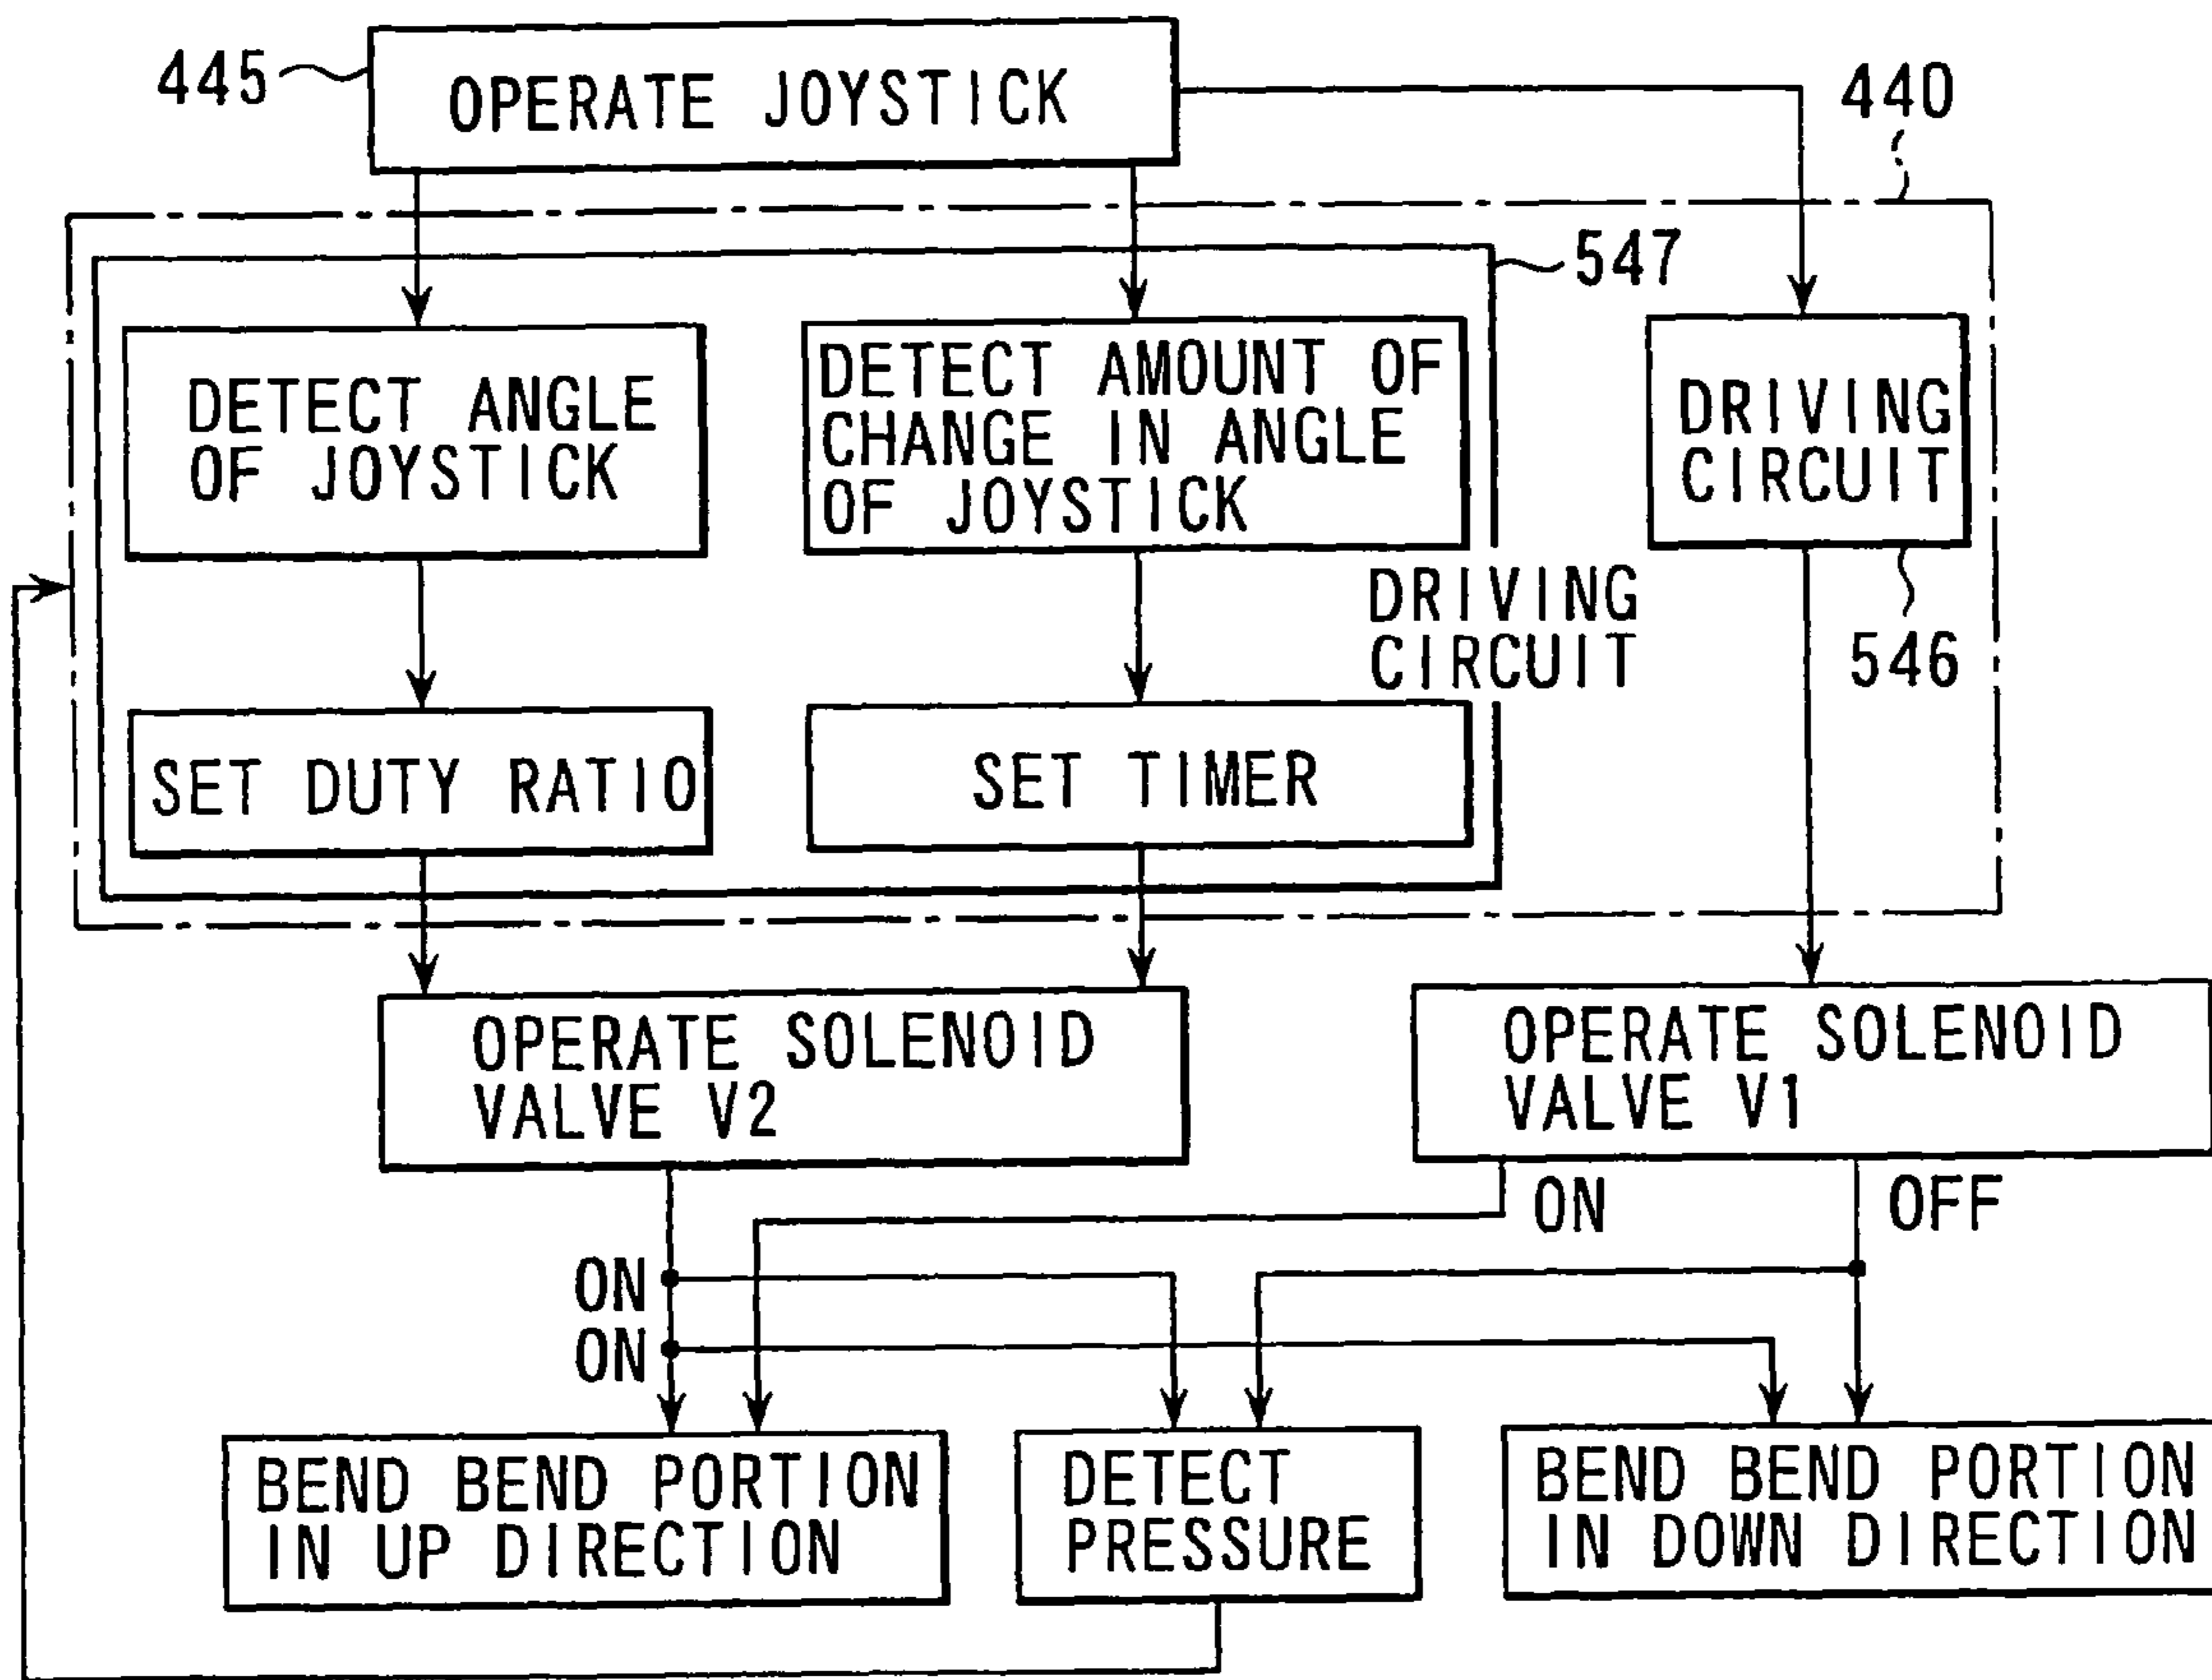 445
OPERATE JOYSTICK
440
547
DETECT ANGLE
OF JOYSTICK
DETECT AMOUNT OF
CHANGE IN ANGLE
OF JOYSTICK
DRIVING
CIRCUIT
DRIVING
CIRCUIT
546
SET DUTY RATIO
SET TIMER
OPERATE SOLENOID
VALVE V2
OPERATE SOLENOID
VALVE V1
ON
OFF
ON
ON
BEND BEND PORTION
IN UP DIRECTION
DETECT
PRESSURE
BEND BEND PORTION
IN DOWN DIRECTION